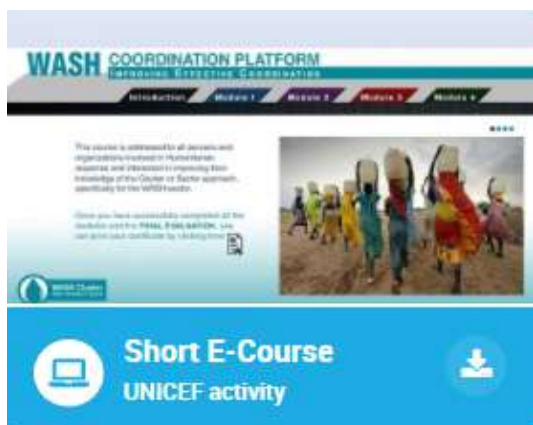 WASH COORDINATION PLATFORM
IMPROVING EFFECTIVE COORDINATION
Introduction Module 1 Module 2 Module 3 Module 4
This course is addressed to all persons and
organizations involved in Humanitarian
response and interested in improving their
knowledge of the Cluster or Sector approach,
specifically for the WASH sector.
Once you have successfully completed all the
modules and the FINAL EVALUATION, you
can print your certificate by clicking here
WASH Cluster
Short E-Course
UNICEF activity